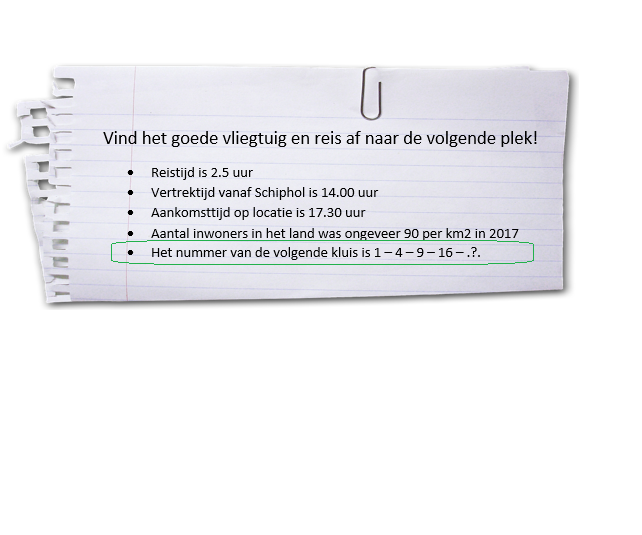 Vind het goede vliegtuig en reis af naar de volgende plek!
• Reistijd is 2.5 uur
• Vertrektijd vanaf Schiphol is 14.00 uur
• Aankomsttijd op locatie is 17.30 uur
• Aantal inwoners in het land was ongeveer 90 per km2 in 2017
• Het nummer van de volgende kluis is 1 – 4 – 9 – 16 – .?.